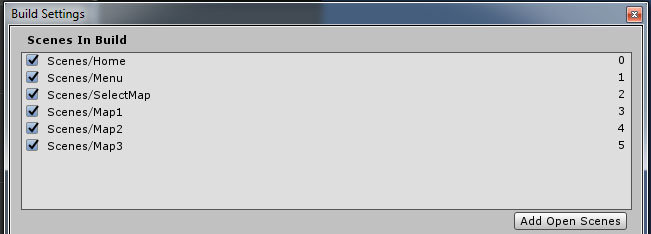 Build Settings
Scenes In Build
Scenes/Home 0
Scenes/Menu 1
Scenes/SelectMap 2
Scenes/Map1 3
Scenes/Map2 4
Scenes/Map3 5
Add Open Scenes